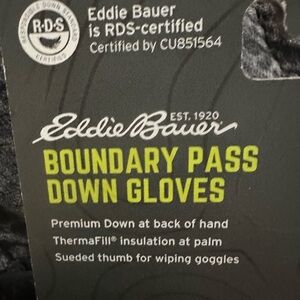 RESPONSIBLE DOWN STANDARD
R·D·S
Eddie Bauer
is RDS-certified
Certified by CU851564
EST. 1920
Eddie Bauer
BOUNDARY PASS
DOWN GLOVES
Premium Down at back of hand
ThermaFill® insulation at palm
Sueded thumb for wiping goggles